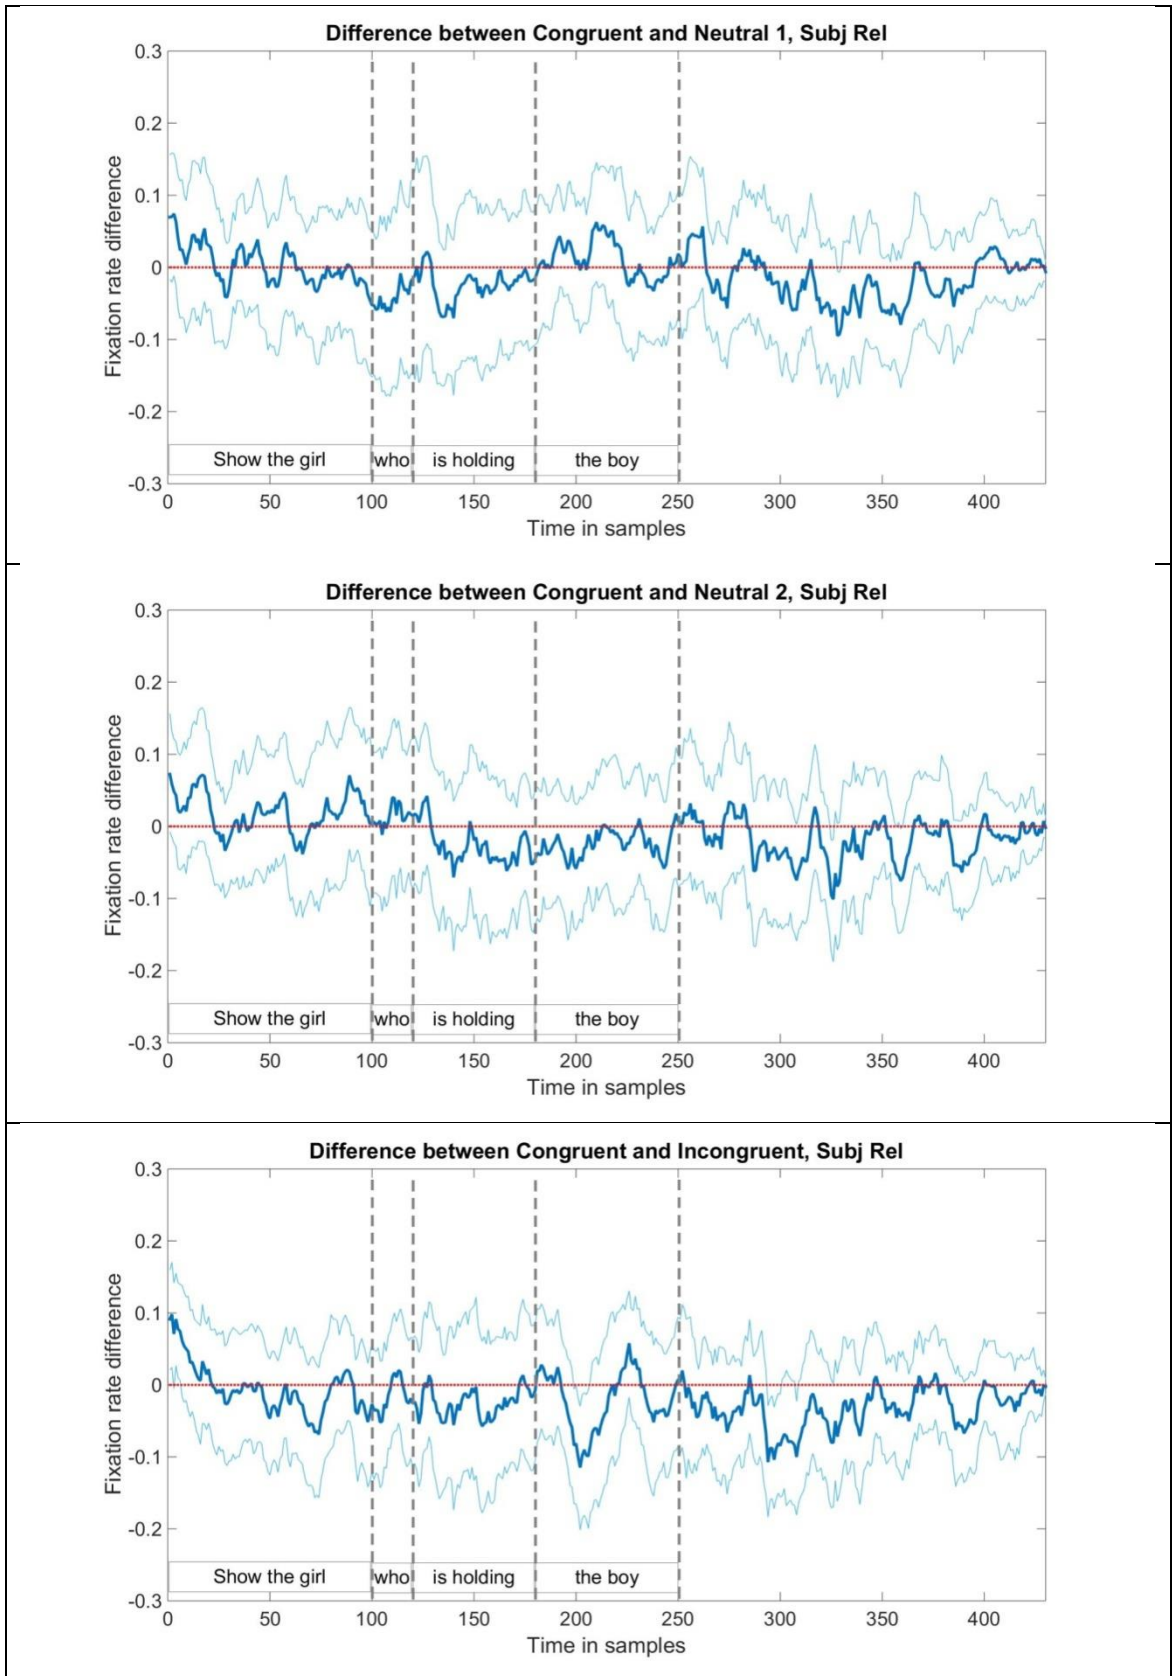 Difference between Congruent and Neutral 1, Subj Rel
0.3
0.2
0.1
0
-0.1
-0.2
-0.3
Fixation rate difference
Show the girl who is holding the boy
0 50 100 150 200 250 300 350 400
Time in samples
Difference between Congruent and Neutral 2, Subj Rel
0.3
0.2
0.1
0
-0.1
-0.2
-0.3
Fixation rate difference
Show the girl who is holding the boy
0 50 100 150 200 250 300 350 400
Time in samples
Difference between Congruent and Incongruent, Subj Rel
0.3
0.2
0.1
0
-0.1
-0.2
-0.3
Fixation rate difference
Show the girl who is holding the boy
0 50 100 150 200 250 300 350 400
Time in samples